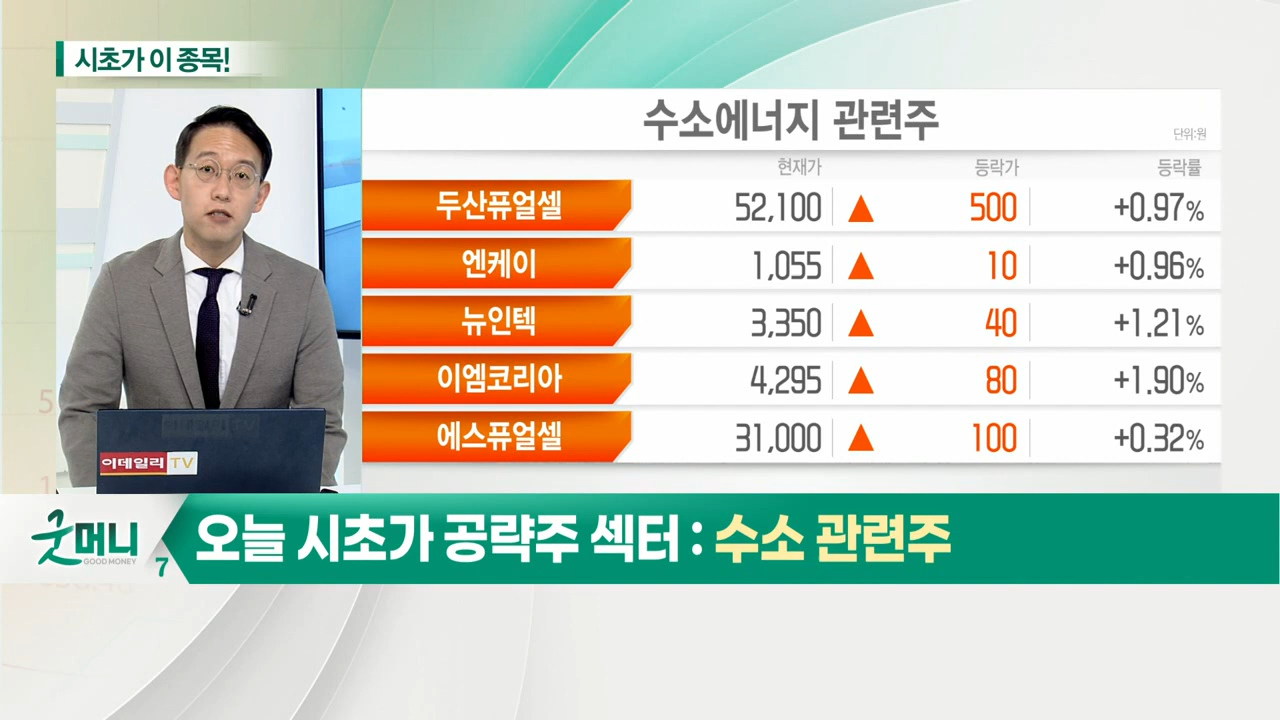 시초가 이 종목!
수소에너지 관련주
단위:원
현재가 등락가 등락률
두산퓨얼셀 52,100 ▲ 500 +0.97%
엔케이 1,055 ▲ 10 +0.96%
뉴인텍 3,350 ▲ 40 +1.21%
이엠코리아 4,295 ▲ 80 +1.90%
에스퓨얼셀 31,000 ▲ 100 +0.32%
이데일리TV
이데일리 TV
굿머니
GOOD MONEY
7
오늘 시초가 공략주 섹터 : 수소 관련주